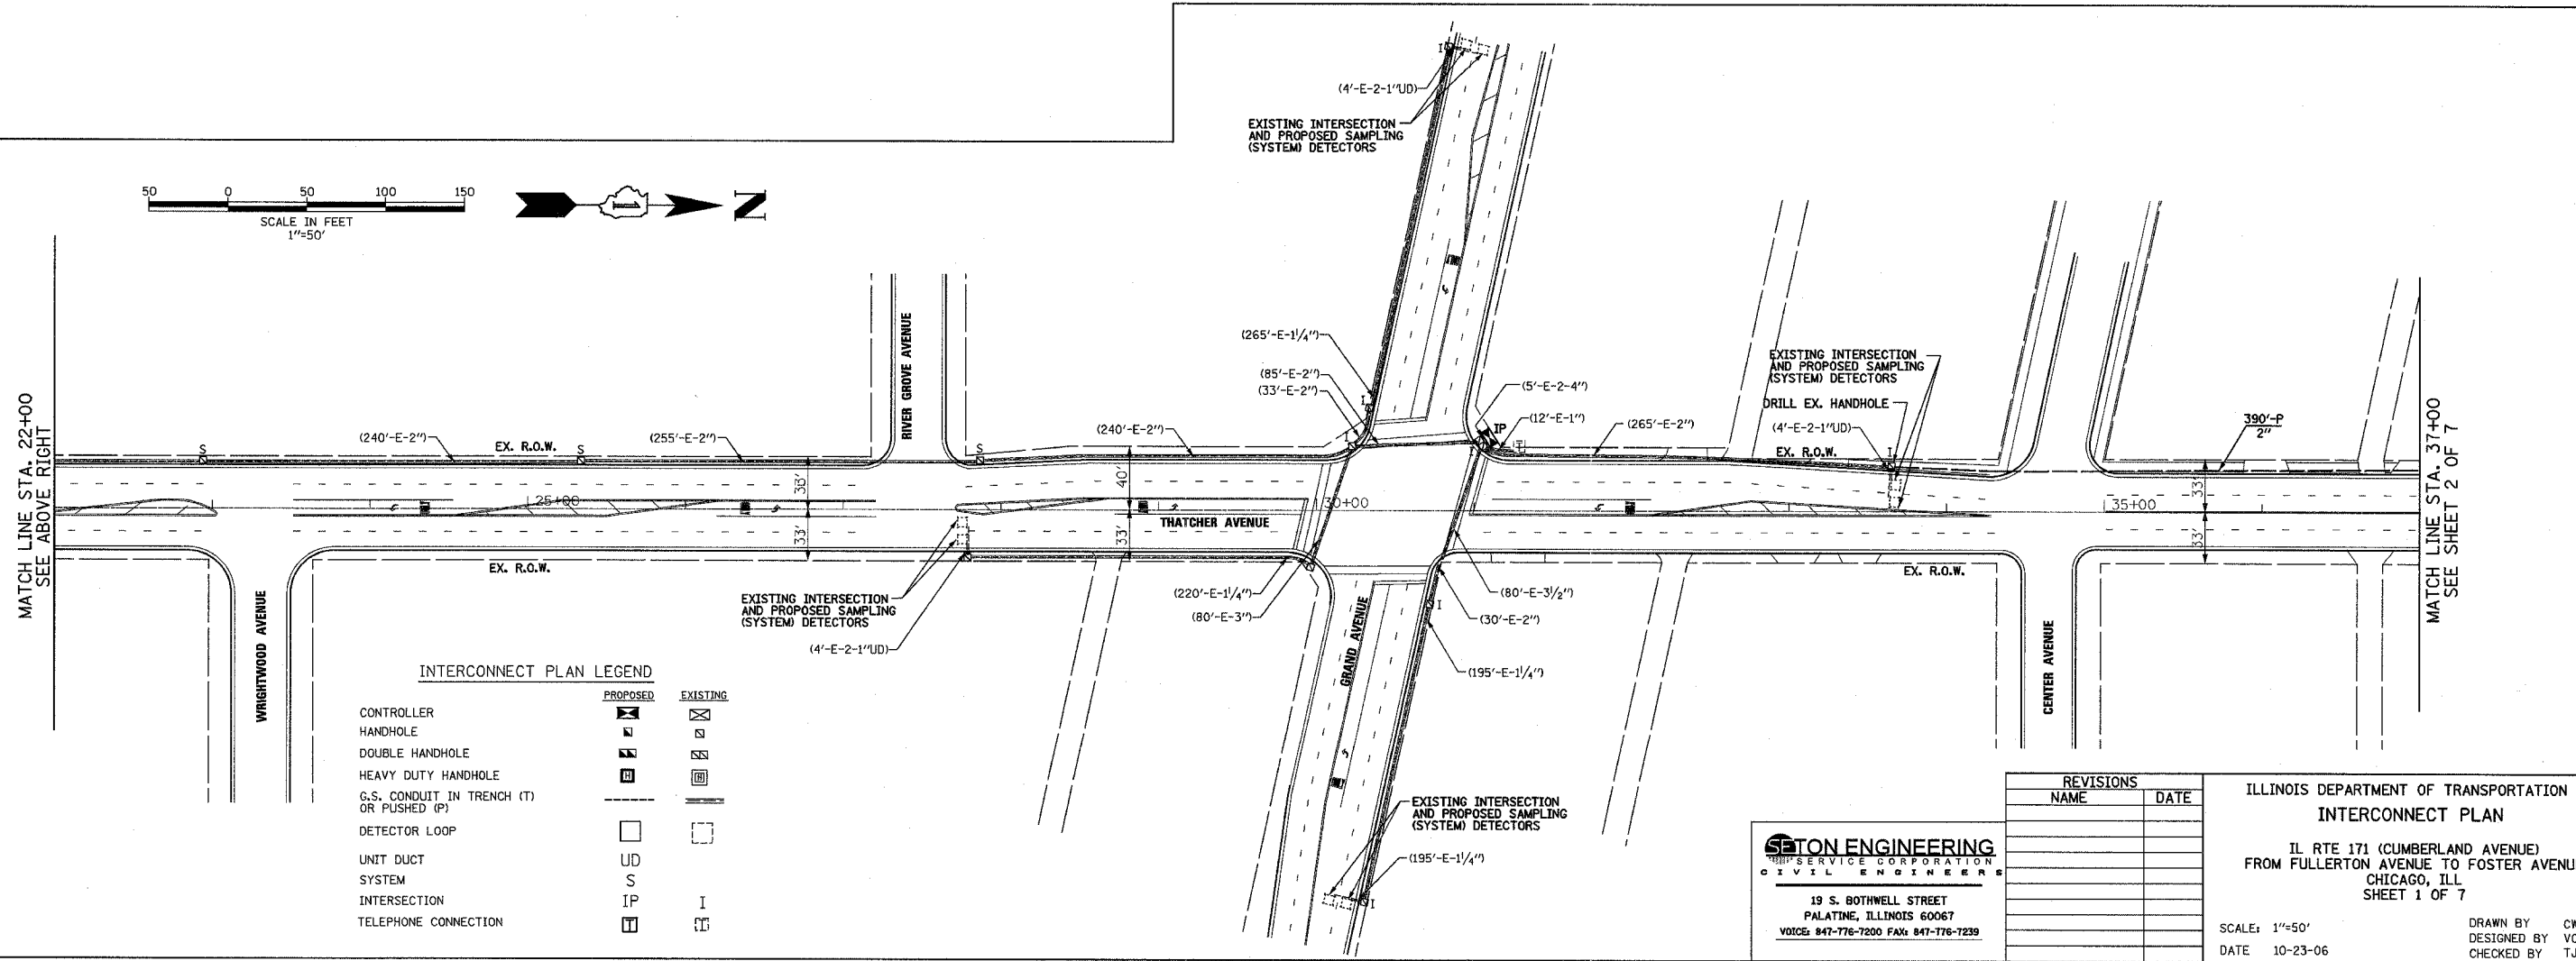 (4'-E-2-1"UD)
EXISTING INTERSECTION
AND PROPOSED SAMPLING
(SYSTEM) DETECTORS
50 0 50 100 150
SCALE IN FEET
1"=50'
N
MATCH LINE STA. 22+00
SEE ABOVE RIGHT
RIVER GROVE AVENUE
(265'-E-1¼")
(85'-E-2")
(33'-E-2")
(5'-E-2-4")
(12'-E-1")
IP
(265'-E-2")
EXISTING INTERSECTION
AND PROPOSED SAMPLING
(SYSTEM) DETECTORS
DRILL EX. HANDHOLE
(4'-E-2-1"UD)
EX. R.O.W.
390'-P
2"
MATCH LINE STA. 37+00
SEE SHEET 2 OF 7
(240'-E-2")
EX. R.O.W.
(255'-E-2")
(240'-E-2")
S
S
S
I
I
I
I
I
I
25+00
30+00
35+00
33'
40'
33'
33'
33'
THATCHER AVENUE
EX. R.O.W.
EX. R.O.W.
WRIGHTWOOD AVENUE
EXISTING INTERSECTION
AND PROPOSED SAMPLING
(SYSTEM) DETECTORS
(4'-E-2-1"UD)
(220'-E-1¼")
(80'-E-3")
GRAND AVENUE
(80'-E-3½")
(30'-E-2")
(195'-E-1¼")
CENTER AVENUE
EXISTING INTERSECTION
AND PROPOSED SAMPLING
(SYSTEM) DETECTORS
(195'-E-1¼")
INTERCONNECT PLAN LEGEND
PROPOSED EXISTING
CONTROLLER
HANDHOLE
DOUBLE HANDHOLE
HEAVY DUTY HANDHOLE H H
G.S. CONDUIT IN TRENCH (T)
OR PUSHED (P)
DETECTOR LOOP
UNIT DUCT UD
SYSTEM S
INTERSECTION IP I
TELEPHONE CONNECTION T T
SETON ENGINEERING
SERVICE CORPORATION
CIVIL ENGINEERS
19 S. BOTHWELL STREET
PALATINE, ILLINOIS 60067
VOICE: 847-776-7200 FAX: 847-776-7239
REVISIONS
NAME DATE
ILLINOIS DEPARTMENT OF TRANSPORTATION
INTERCONNECT PLAN
IL RTE 171 (CUMBERLAND AVENUE)
FROM FULLERTON AVENUE TO FOSTER AVENU
CHICAGO, ILL
SHEET 1 OF 7
SCALE: 1"=50'
DATE 10-23-06
DRAWN BY
DESIGNED BY
CHECKED BY